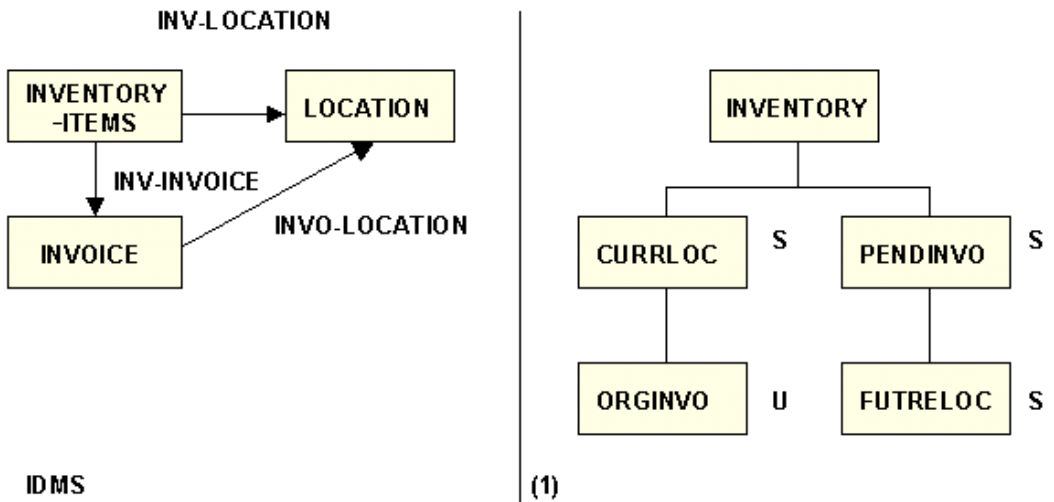 INV-LOCATION
INVENTORY
-ITEMS
LOCATION
INV-INVOICE
INVO-LOCATION
INVOICE
IDMS
INVENTORY
CURRLOC
S
PENDINVO
S
ORGINVO
U
FUTRELOC
S
(1)